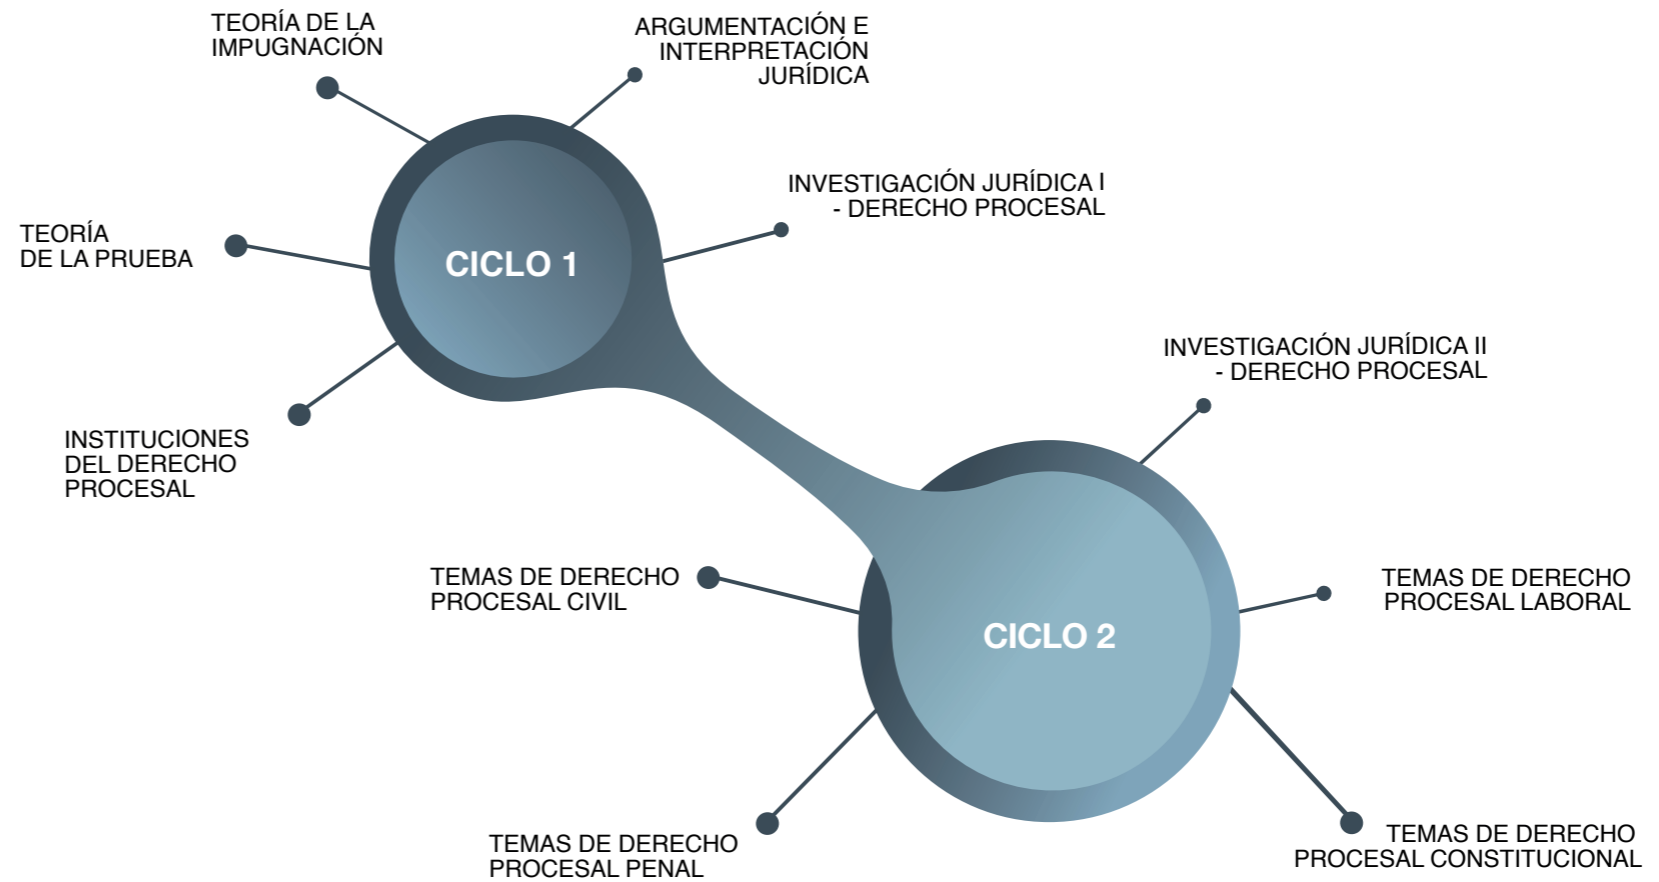 TEORÍA DE LA
IMPUGNACIÓN
ARGUMENTACIÓN E
INTERPRETACIÓN
JURÍDICA
INVESTIGACIÓN JURÍDICA I
- DERECHO PROCESAL
TEORÍA
DE LA PRUEBA
CICLO 1
INSTITUCIONES
DEL DERECHO
PROCESAL
INVESTIGACIÓN JURÍDICA II
- DERECHO PROCESAL
TEMAS DE DERECHO
PROCESAL CIVIL
TEMAS DE DERECHO
PROCESAL LABORAL
CICLO 2
TEMAS DE DERECHO
PROCESAL PENAL
TEMAS DE DERECHO
PROCESAL CONSTITUCIONAL